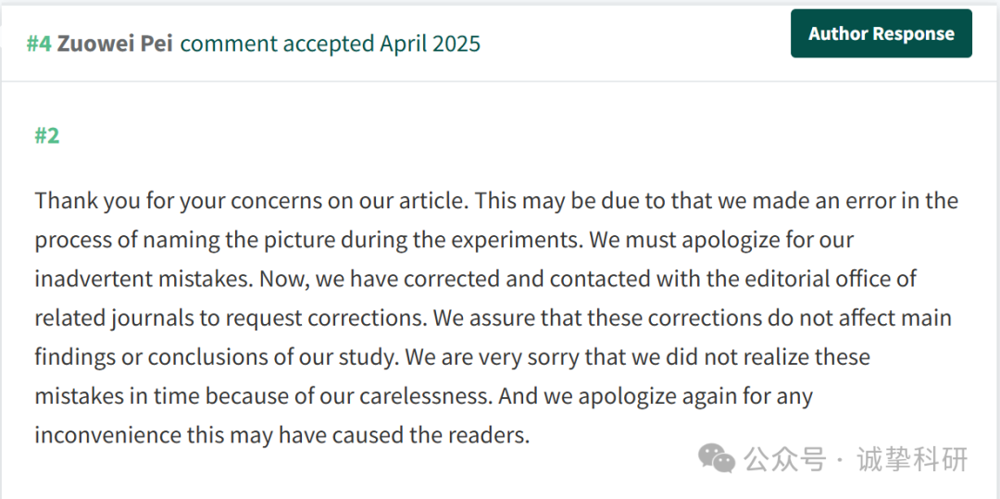 #4 Zuowei Pei comment accepted April 2025
Author Response
#2
Thank you for your concerns on our article. This may be due to that we made an error in the
process of naming the picture during the experiments. We must apologize for our
inadvertent mistakes. Now, we have corrected and contacted with the editorial office of
related journals to request corrections. We assure that these corrections do not affect main
findings or conclusions of our study. We are very sorry that we did not realize these
mistakes in time because of our carelessness. And we apologize again for any
inconvenience this may have caused the readers.
公众号 · 诚挚科研